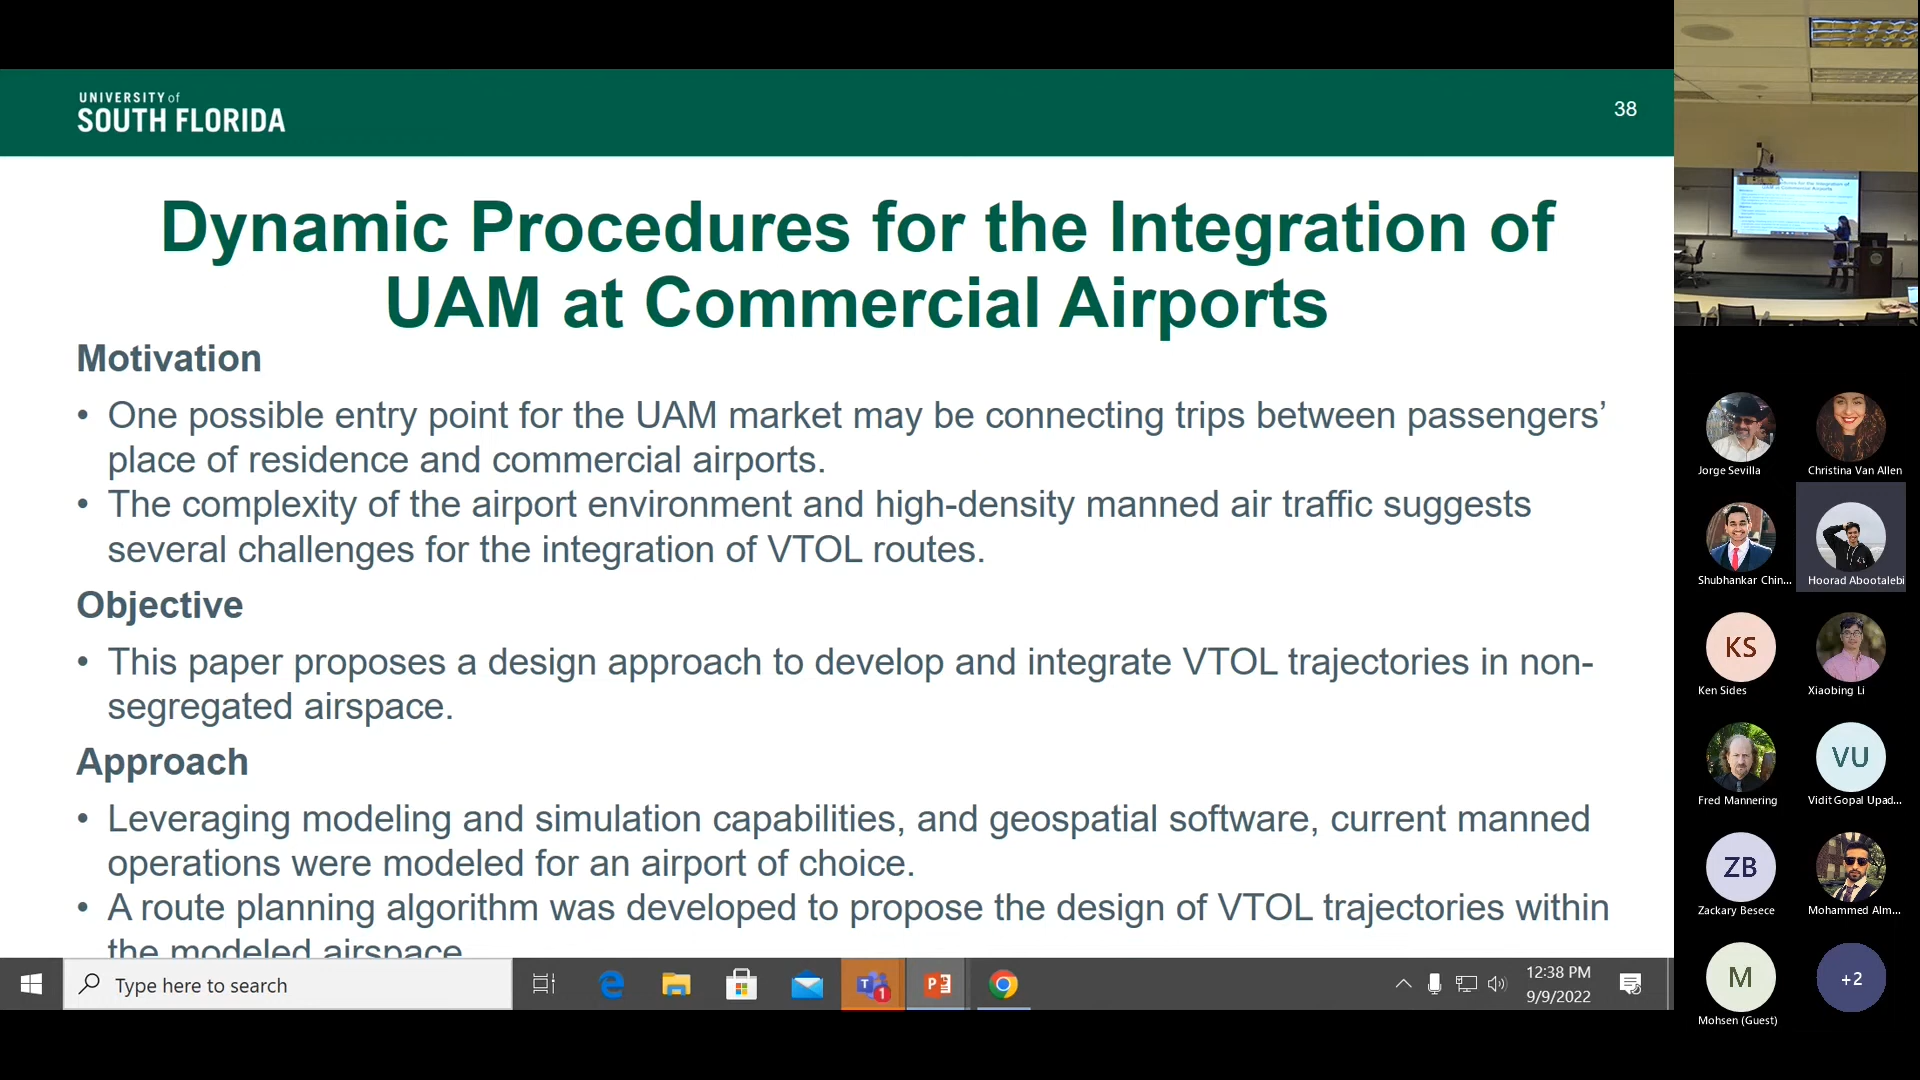 UNIVERSITY of
SOUTH FLORIDA
38
Dynamic Procedures for the Integration of
UAM at Commercial Airports
Motivation
• One possible entry point for the UAM market may be connecting trips between passengers’
place of residence and commercial airports.
• The complexity of the airport environment and high-density manned air traffic suggests
several challenges for the integration of VTOL routes.
Objective
• This paper proposes a design approach to develop and integrate VTOL trajectories in non-
segregated airspace.
Approach
• Leveraging modeling and simulation capabilities, and geospatial software, current manned
operations were modeled for an airport of choice.
• A route planning algorithm was developed to propose the design of VTOL trajectories within
the modeled airspace
Type here to search
1
12:38 PM
9/9/2022
Jorge Sevilla
Christina Van Allen
Shubhankar Chin...
Hoorad Abootalebi
KS
Ken Sides
Xiaobing Li
Fred Mannering
VU
Vidit Gopal Upad...
ZB
Zackary Besece
Mohammed Alm...
M
Mohsen (Guest)
+2